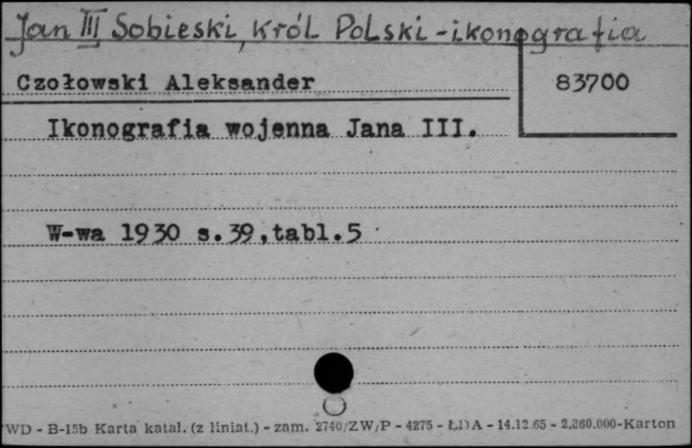 Jan III Sobieski, Król Polski - ikonografia
Czołowski Aleksander
83700
Ikonografia wojenna Jana III.
W-wa 1930 s.39,tabl.5
WD - B-15b Karta katal. (z liniat.) - zam. 2740/ZW/P - 4275 - ŁDA - 14.12.65 - 2.360.000-Karton